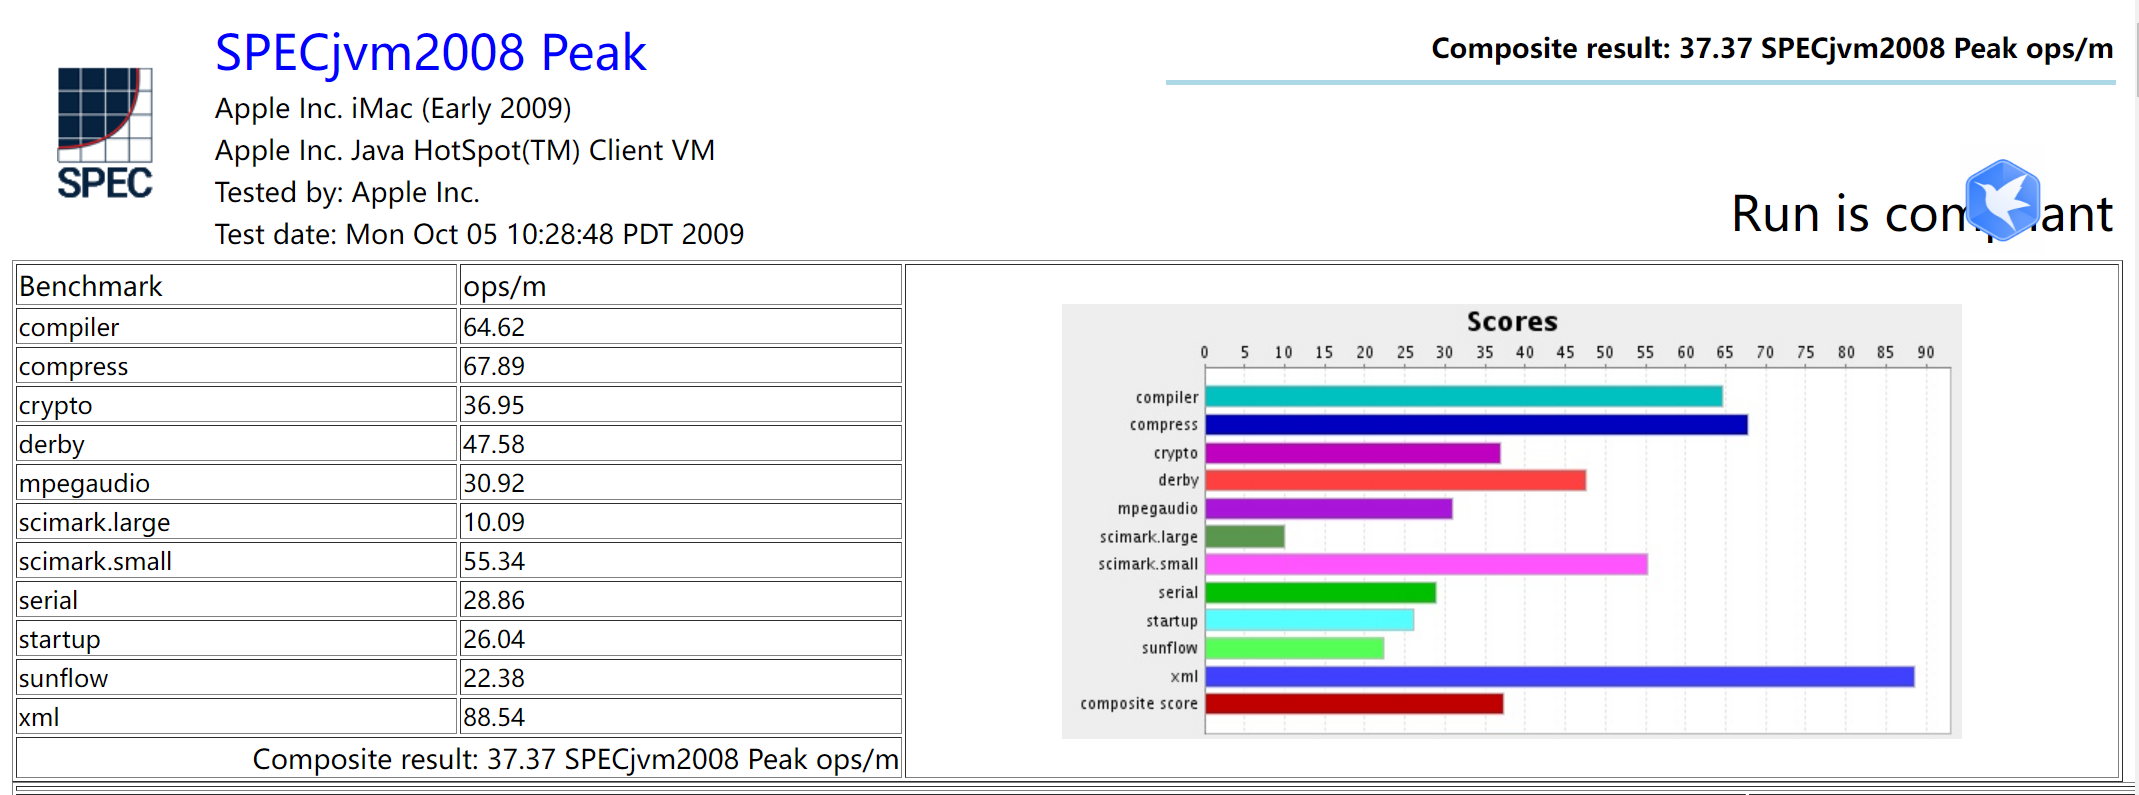 SPECjvm2008 Peak
Composite result: 37.37 SPECjvm2008 Peak ops/m
Apple Inc. iMac (Early 2009)
Apple Inc. Java HotSpot(TM) Client VM
Tested by: Apple Inc.
Test date: Mon Oct 05 10:28:48 PDT 2009
SPEC
Run is
Benchmark ops/m
compiler 64.62
compress 67.89
crypto 36.95
derby 47.58
mpegaudio 30.92
scimark.large 10.09
scimark.small 55.34
serial 28.86
startup 26.04
sunflow 22.38
xml 88.54
Composite result: 37.37 SPECjvm2008 Peak ops/m
Scores
0 5 10 15 20 25 30 35 40 45 50 55 60 65 70 75 80 85 90
compiler
compress
crypto
derby
mpegaudio
scimark.large
scimark.small
serial
startup
sunflow
xml
composite score